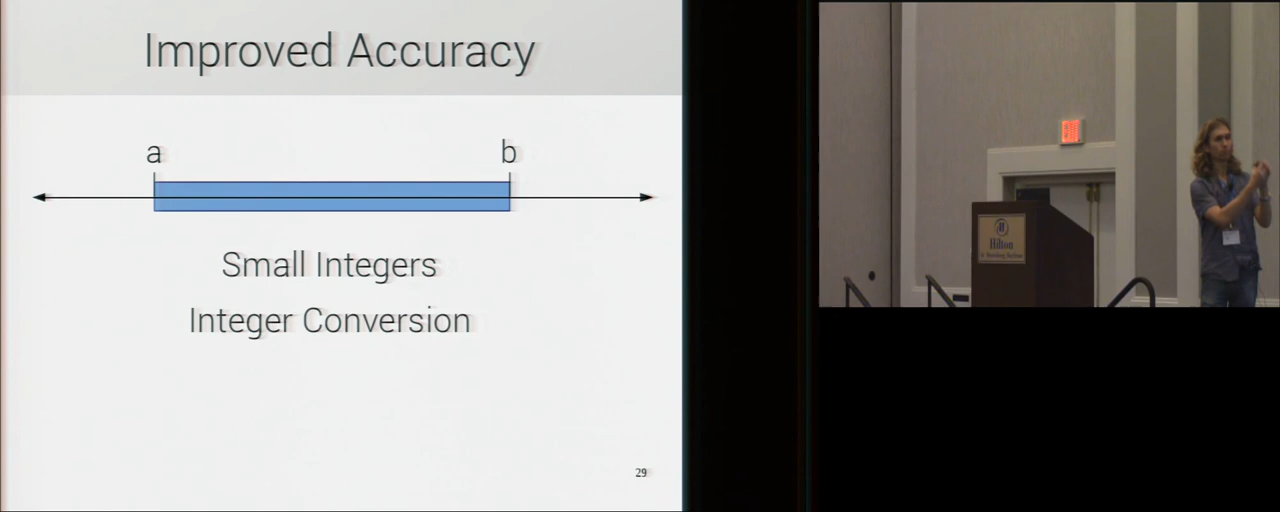 Improved Accuracy
a
b
Small Integers
Integer Conversion
29
Hilton